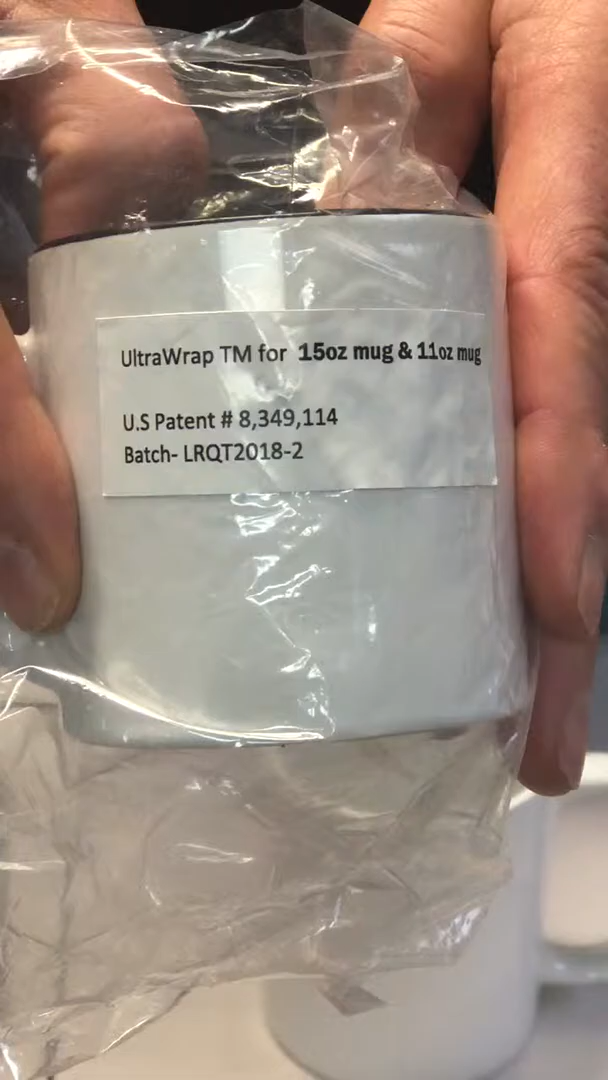 UltraWrap TM for 15oz mug & 11oz mug
U.S Patent # 8,349,114
Batch- LRQT2018-2